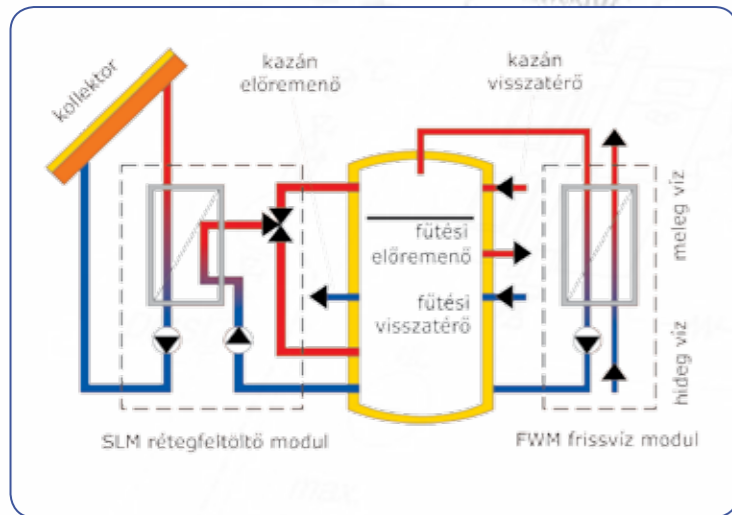 kollektor
kazán
előremenő
kazán
visszatérő
fűtési
előremenő
fűtési
visszatérő
meleg víz
hideg víz
SLM rétegfeltöltő modul
FWM frissvíz modul